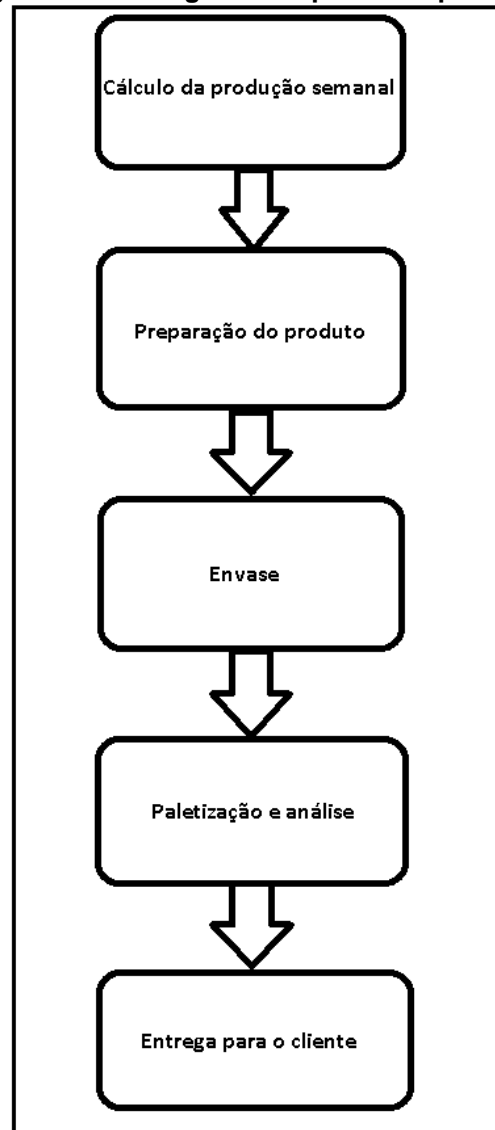 Cálculo da produção semanal
Preparação do produto
Envase
Paletização e análise
Entrega para o cliente